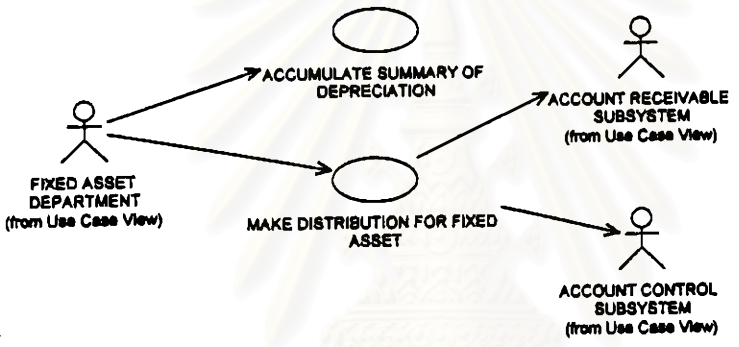 ACCUMULATE SUMMARY OF
DEPRECIATION
ACCOUNT RECEIVABLE
SUBSYSTEM
(from Use Case View)
FIXED ASSET
DEPARTMENT
(from Use Case View)
MAKE DISTRIBUTION FOR FIXED
ASSET
ACCOUNT CONTROL
SUBSYSTEM
(from Use Case View)